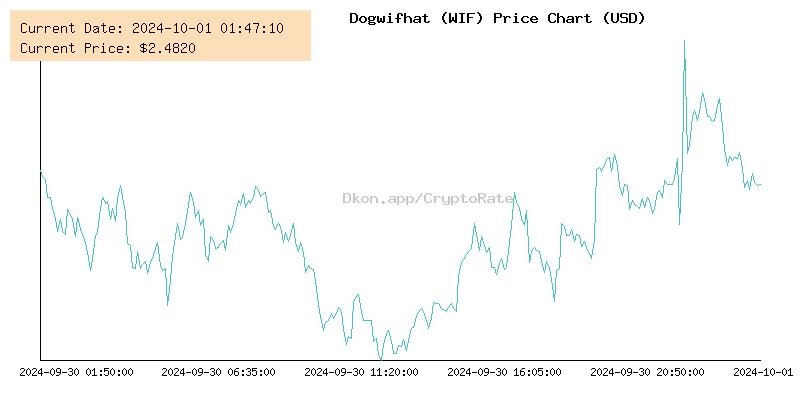 Dogwifhat (WIF) Price Chart (USD)
Current Date: 2024-10-01 01:47:10
Current Price: $2.4820
Dkon.app/CryptoRate
2024-09-30 01:50:00 2024-09-30 06:35:00 2024-09-30 11:20:00 2024-09-30 16:05:00 2024-09-30 20:50:00 2024-10-01